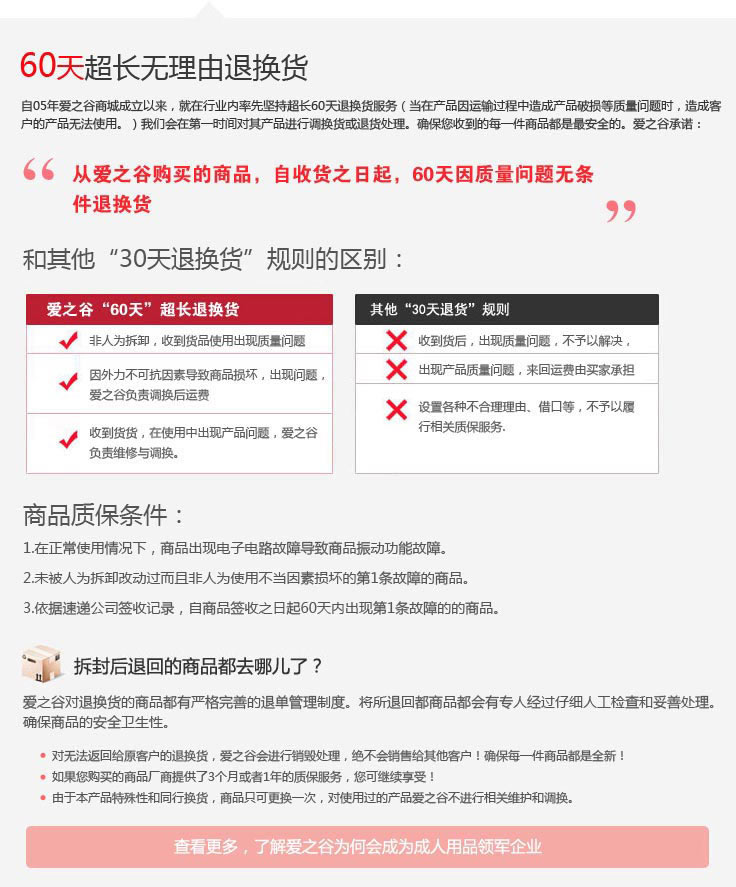 60天超长无理由退换货
自05年爱之谷商城成立以来，就在行业内率先坚持超长60天退换货服务（当在产品因运输过程中造成产品破损等质量问题时，造成客
户的产品无法使用。）我们会在第一时间对其产品进行调换货或退货处理。确保您收到的每一件商品都是最安全的。爱之谷承诺：
“从爱之谷购买的商品，自收货之日起，60天因质量问题无条
件退换货”
和其他“30天退换货”规则的区别：
爱之谷“60天”超长退换货
非人为拆卸，收到货品使用出现质量问题
因外力不可抗因素导致商品损坏，出现问题，
爱之谷负责调换后运费
收到货货，在使用中出现产品问题，爱之谷
负责维修与调换。
其他“30天退货”规则
收到货后，出现质量问题，不予以解决，
出现产品质量问题，来回运费由买家承担
设置各种不合理理由、借口等，不予以履
行相关质保服务.
商品质保条件：
1.在正常使用情况下，商品出现电子电路故障导致商品振动功能故障。
2.未被人为拆卸改动过而且非人为使用不当因素损坏的第1条故障的商品。
3.依据速递公司签收记录，自商品签收之日起60天内出现第1条故障的的商品。
拆封后退回的商品都去哪儿了？
爱之谷对退换货的商品都有严格完善的退单管理制度。将所退回都商品都会有专人经过仔细人工检查和妥善处理。
确保商品的安全卫生性。
• 对无法返回给原客户的退换货，爱之谷会进行销毁处理，绝不会销售给其他客户！确保每一件商品都是全新！
• 如果您购买的商品厂商提供了3个月或者1年的质保服务，您可继续享受！
• 由于本产品特殊性和同行换货，商品只可更换一次，对使用过的产品爱之谷不进行相关维护和调换。
查看更多，了解爱之谷为何会成为成人用品领军企业